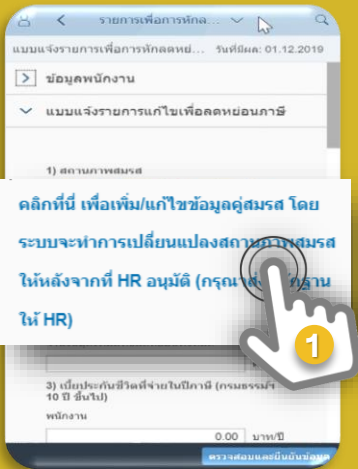 รายการเพื่อการหักล...
แบบแจ้งรายการเพื่อการหักลดหย่... วันที่มีผล: 01.12.2019
ข้อมูลพนักงาน
แบบแจ้งรายการแก้ไขเพื่อลดหย่อนภาษี
1) สถานภาพสมรส
คลิกที่นี่ เพื่อเพิ่ม/แก้ไขข้อมูลคู่สมรส โดย
ระบบจะทำการเปลี่ยนแปลงสถานภาพสมรส
ให้หลังจากที่ HR อนุมัติ (กรุณา
ให้ HR)
1
3) เบี้ยประกันชีวิตที่จ่ายในปีภาษี (กรมธรรม์ฯ
10 ปี ขึ้นไป)
พนักงาน
0.00 บาท/ปี
ตรวจสอบและยืนยันข้อมูล